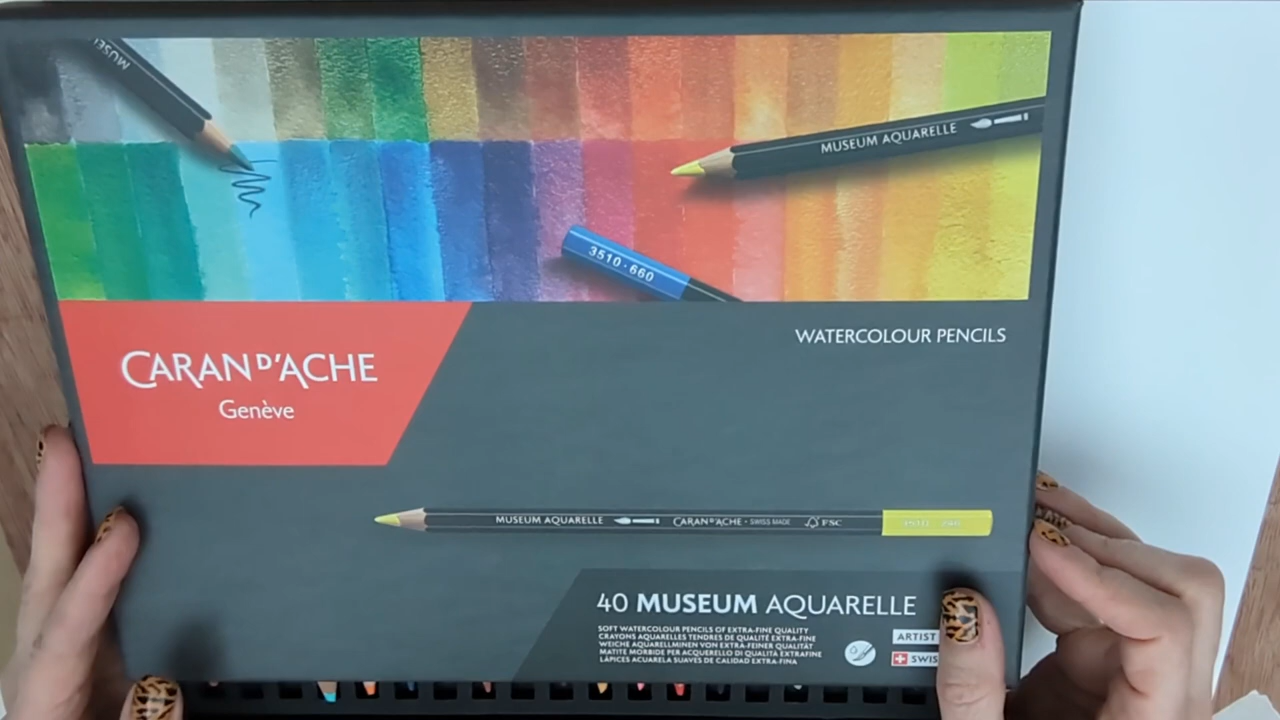 MUSEUM AQUARELLE
3510·660
CARAN D'ACHE
Genève
WATERCOLOUR PENCILS
MUSEUM AQUARELLE CARAN D'ACHE • SWISS MADE FSC
40 MUSEUM AQUARELLE
SOFT WATERCOLOUR PENCILS OF EXTRA-FINE QUALITY
CRAYONS AQUARELLES TENDRES DE QUALITÉ EXTRA-FINE
WEICHE AQUARELLMINEN VON EXTRA-FEINER QUALITÄT
MATITE MORBIDE PER ACQUERELLO DI QUALITÀ EXTRAFINE
LÁPICES ACUARELA SUAVES DE CALIDAD EXTRA-FINA
ARTIST
SWIS